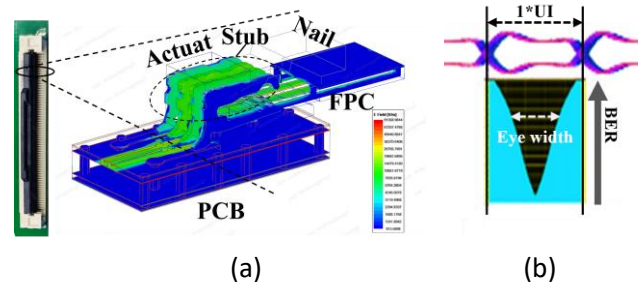 Actuat
Stub
Nail
FPC
PCB
1*UI
Eye width
BER
(a)
(b)